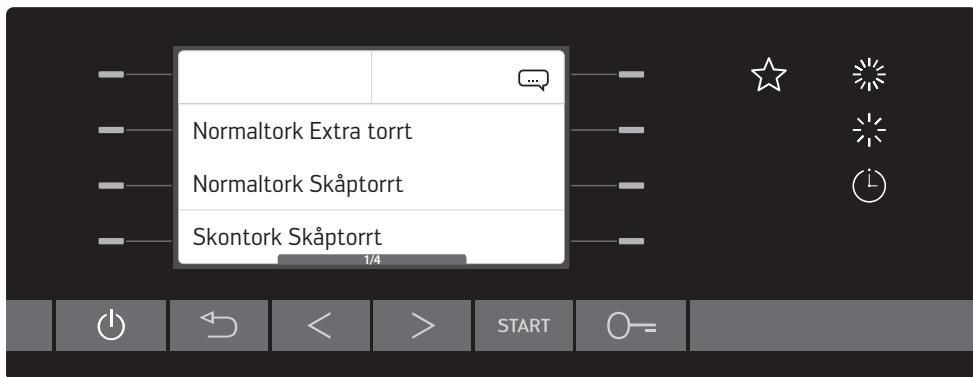 ...
Normaltork Extra torrt
Normaltork Skåptorrt
Skontork Skåptorrt
1/4
START